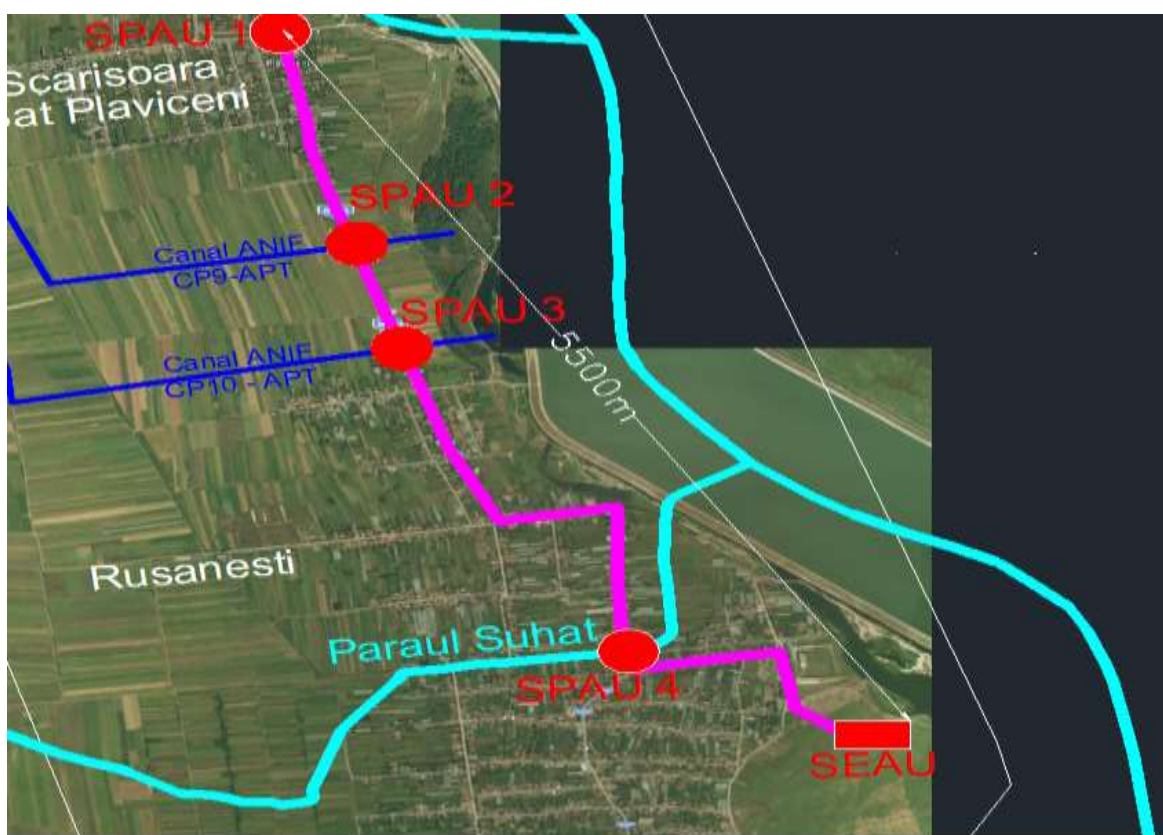 SPAU 1
Scarisoara
sat Plaviceni
SPAU 2
Canal ANIF
CP9-APT
SPAU 3
Canal ANIF
CP10 - APT
5500m
Rusanesti
Paraul Suhat
SPAU 4
SEAU